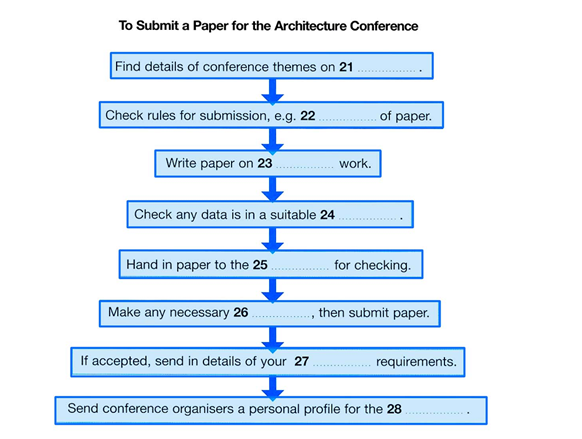 To Submit a Paper for the Architecture Conference
Find details of conference themes on 21 ................ .
Check rules for submission, e.g. 22 ................ of paper.
Write paper on 23 ................ work.
Check any data is in a suitable 24 ................ .
Hand in paper to the 25 ................ for checking.
Make any necessary 26 ................, then submit paper.
If accepted, send in details of your 27 ................ requirements.
Send conference organisers a personal profile for the 28 ................ .